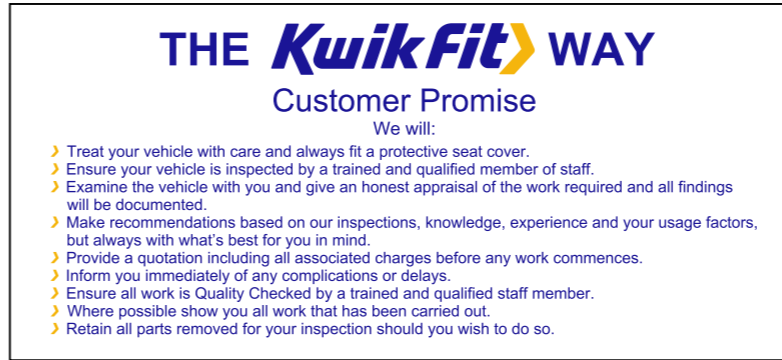 THE Kwik Fit WAY
Customer Promise
We will:
Treat your vehicle with care and always fit a protective seat cover.
Ensure your vehicle is inspected by a trained and qualified member of staff.
Examine the vehicle with you and give an honest appraisal of the work required and all findings
will be documented.
Make recommendations based on our inspections, knowledge, experience and your usage factors,
but always with what's best for you in mind.
Provide a quotation including all associated charges before any work commences.
Inform you immediately of any complications or delays.
Ensure all work is Quality Checked by a trained and qualified staff member.
Where possible show you all work that has been carried out.
Retain all parts removed for your inspection should you wish to do so.